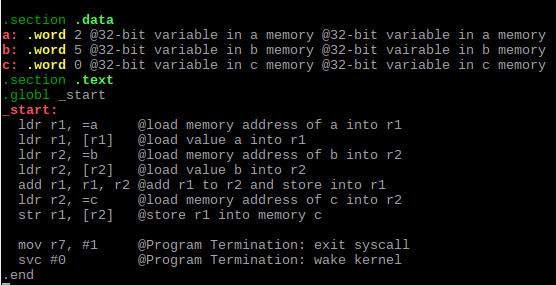 .section .data
a: .word 2 @32-bit variable in a memory @32-bit variable in a memory
b: .word 5 @32-bit variable in b memory @32-bit vairable in b memory
c: .word 0 @32-bit variable in c memory @32-bit variable in c memory
.section .text
.globl _start
_start:
  ldr r1, =a     @load memory address of a into r1
  ldr r1, [r1]   @load value a into r1
  ldr r2, =b     @load memory address of b into r2
  ldr r2, [r2]   @load value b into r2
  add r1, r1, r2 @add r1 to r2 and store into r1
  ldr r2, =c     @load memory address of c into r2
  str r1, [r2]   @store r1 into memory c

  mov r7, #1     @Program Termination: exit syscall
  svc #0         @Program Termination: wake kernel
.end